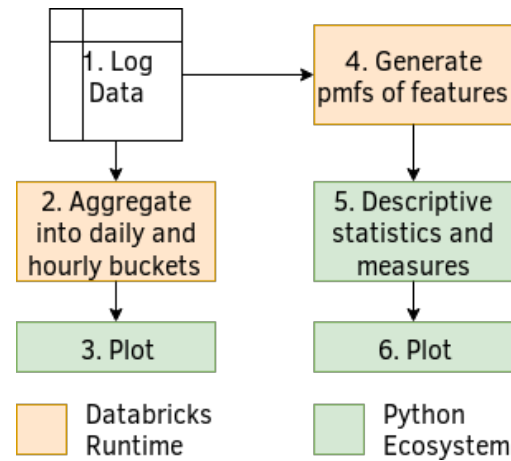 1. Log
Data
4. Generate
pmfs of features
2. Aggregate
into daily and
hourly buckets
5. Descriptive
statistics and
measures
3. Plot
6. Plot
Databricks
Runtime
Python
Ecosystem